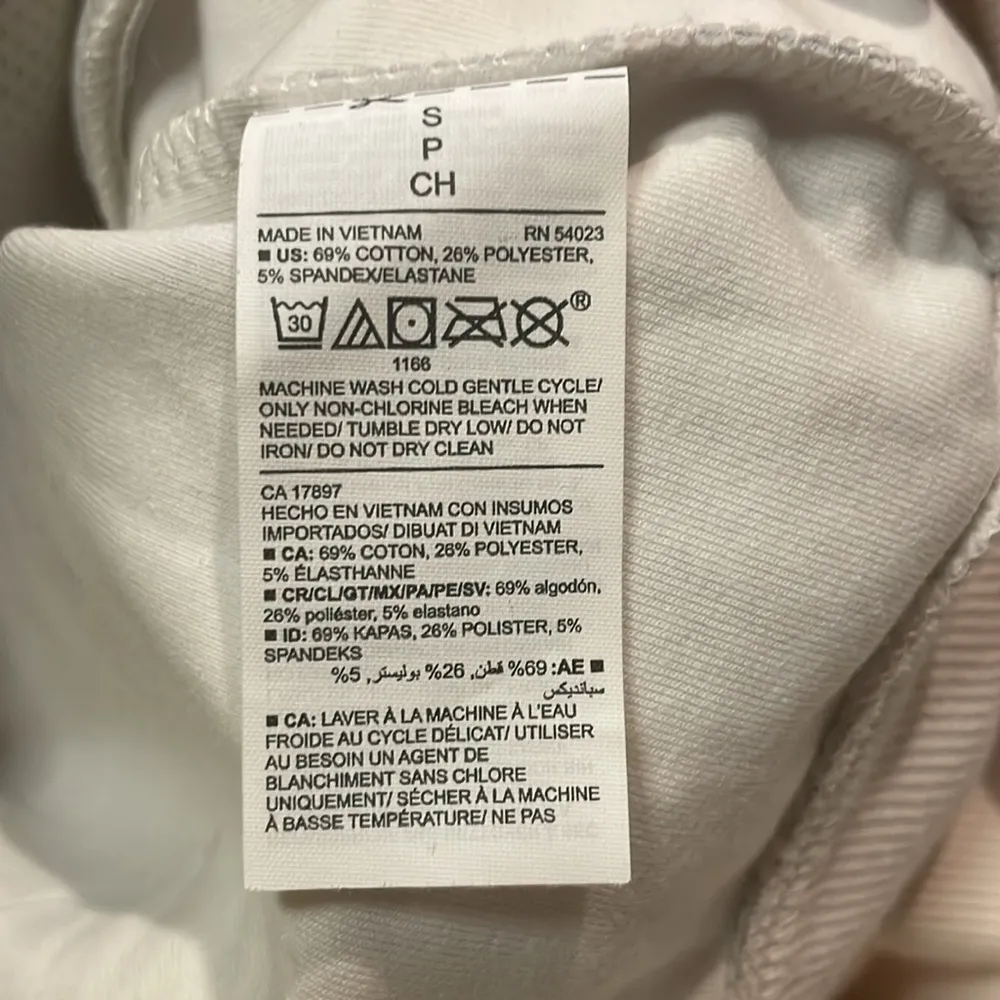 S
P
CH
MADE IN VIETNAM RN 54023
■ US: 69% COTTON, 26% POLYESTER,
5% SPANDEX/ELASTANE
30 ®
1166
MACHINE WASH COLD GENTLE CYCLE/
ONLY NON-CHLORINE BLEACH WHEN
NEEDED/ TUMBLE DRY LOW/ DO NOT
IRON/ DO NOT DRY CLEAN
CA 17897
HECHO EN VIETNAM CON INSUMOS
IMPORTADOS/ DIBUAT DI VIETNAM
■ CA: 69% COTON, 26% POLYESTER,
5% ÉLASTHANNE
■ CR/CL/GT/MX/PA/PE/SV: 69% algodón,
26% poliéster, 5% elastano
■ ID: 69% KAPAS, 26% POLISTER, 5%
SPANDEKS
■ AE: 69% قطن, 26% بوليستر, 5%
سباندیکس
■ CA: LAVER À LA MACHINE À L'EAU
FROIDE AU CYCLE DÉLICAT/ UTILISER
AU BESOIN UN AGENT DE
BLANCHIMENT SANS CHLORE
UNIQUEMENT/ SÉCHER À LA MACHINE
À BASSE TEMPÉRATURE/ NE PAS